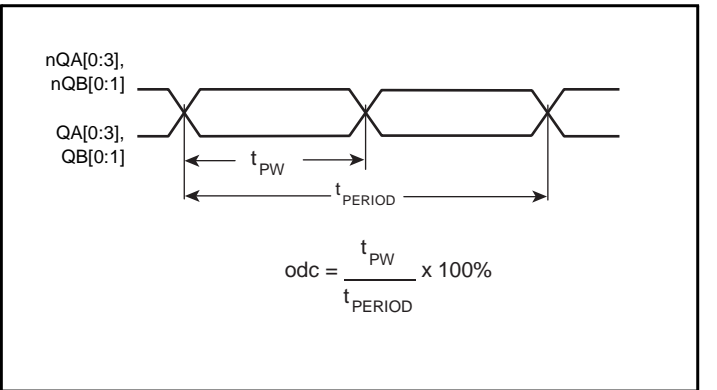 nQA[0:3],
nQB[0:1]
QA[0:3],
QB[0:1]
tPW
tPERIOD
odc = tPW / tPERIOD x 100%